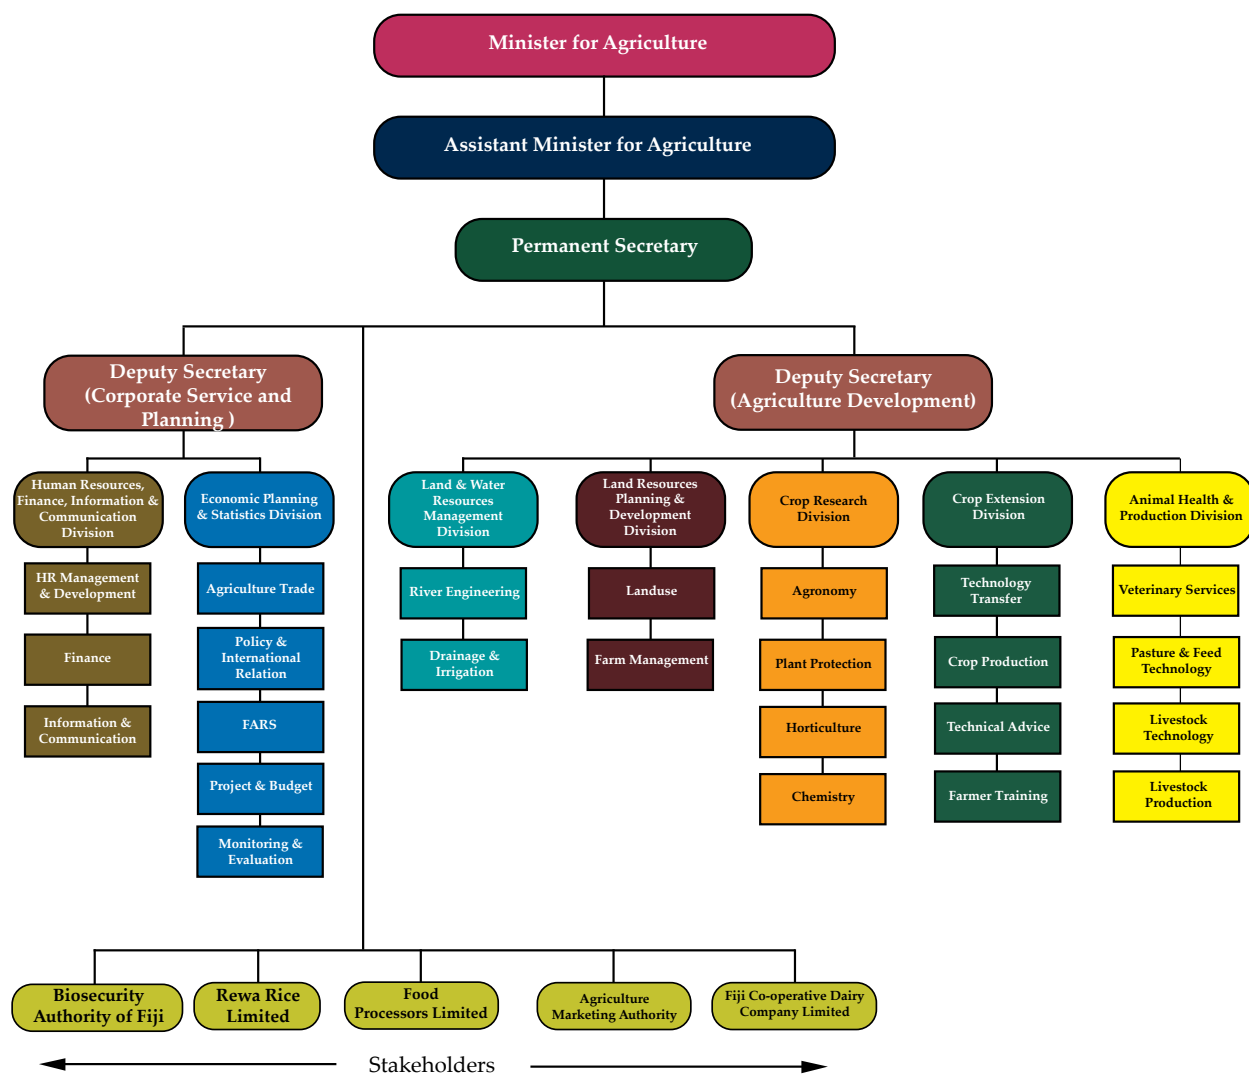 Minister for Agriculture
Assistant Minister for Agriculture
Permanent Secretary
Deputy Secretary
(Corporate Service and
Planning )
Deputy Secretary
(Agriculture Development)
Human Resources,
Finance, Information &
Communication
Division
HR Management
& Development
Finance
Information &
Communication
Economic Planning
& Statistics Division
Agriculture Trade
Policy &
International
Relation
FARS
Project & Budget
Monitoring &
Evaluation
Land & Water
Resources
Management
Division
River Engineering
Drainage &
Irrigation
Land Resources
Planning &
Development
Division
Landuse
Farm Management
Crop Research
Division
Agronomy
Plant Protection
Horticulture
Chemistry
Crop Extension
Division
Technology
Transfer
Crop Production
Technical Advice
Farmer Training
Animal Health &
Production Division
Veterinary Services
Pasture & Feed
Technology
Livestock
Technology
Livestock
Production
Biosecurity
Authority of Fiji
Rewa Rice
Limited
Food
Processors Limited
Agriculture
Marketing Authority
Fiji Co-operative Dairy
Company Limited
Stakeholders